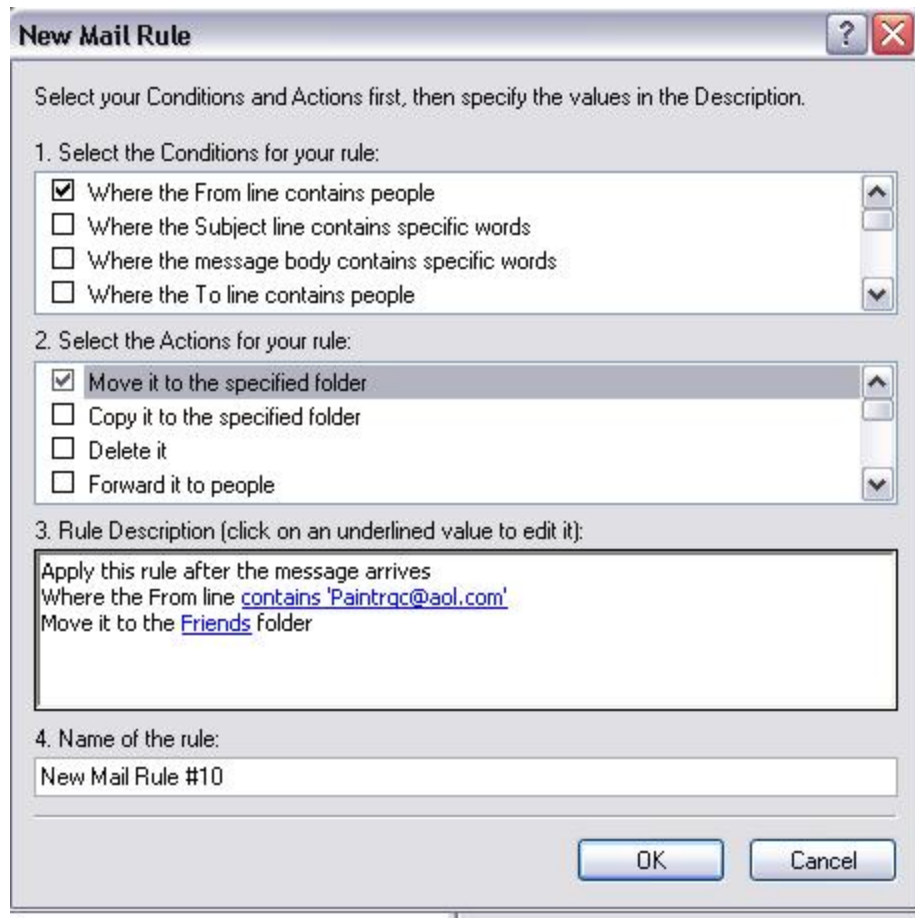 New Mail Rule
Select your Conditions and Actions first, then specify the values in the Description.
1. Select the Conditions for your rule:
Where the From line contains people
Where the Subject line contains specific words
Where the message body contains specific words
Where the To line contains people
2. Select the Actions for your rule:
Move it to the specified folder
Copy it to the specified folder
Delete it
Forward it to people
3. Rule Description (click on an underlined value to edit it):
Apply this rule after the message arrives
Where the From line contains 'Paintrqc@aol.com'
Move it to the Friends folder
4. Name of the rule:
New Mail Rule #10
OK Cancel